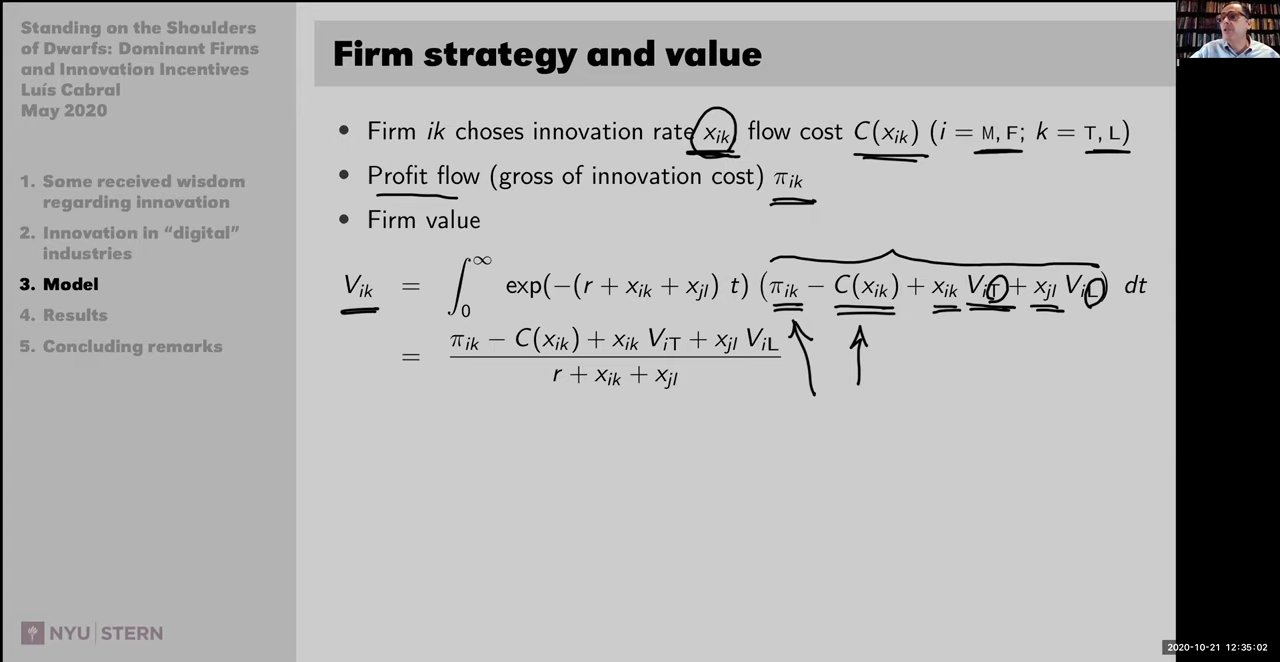 Standing on the Shoulders
of Dwarfs: Dominant Firms
and Innovation Incentives
Luís Cabral
May 2020
1. Some received wisdom
regarding innovation
2. Innovation in “digital”
industries
3. Model
4. Results
5. Concluding remarks
NYU | STERN
Firm strategy and value
• Firm ik choses innovation rate x_ik, flow cost C(x_ik) (i = M, F; k = T, L)
• Profit flow (gross of innovation cost) π_ik
• Firm value
V_ik = ∫_0^∞ exp(−(r + x_ik + x_jl) t) (π_ik − C(x_ik) + x_ik V_iT + x_jl V_iL) dt
= (π_ik − C(x_ik) + x_ik V_iT + x_jl V_iL) / (r + x_ik + x_jl)
2020-10-21 12:35:02